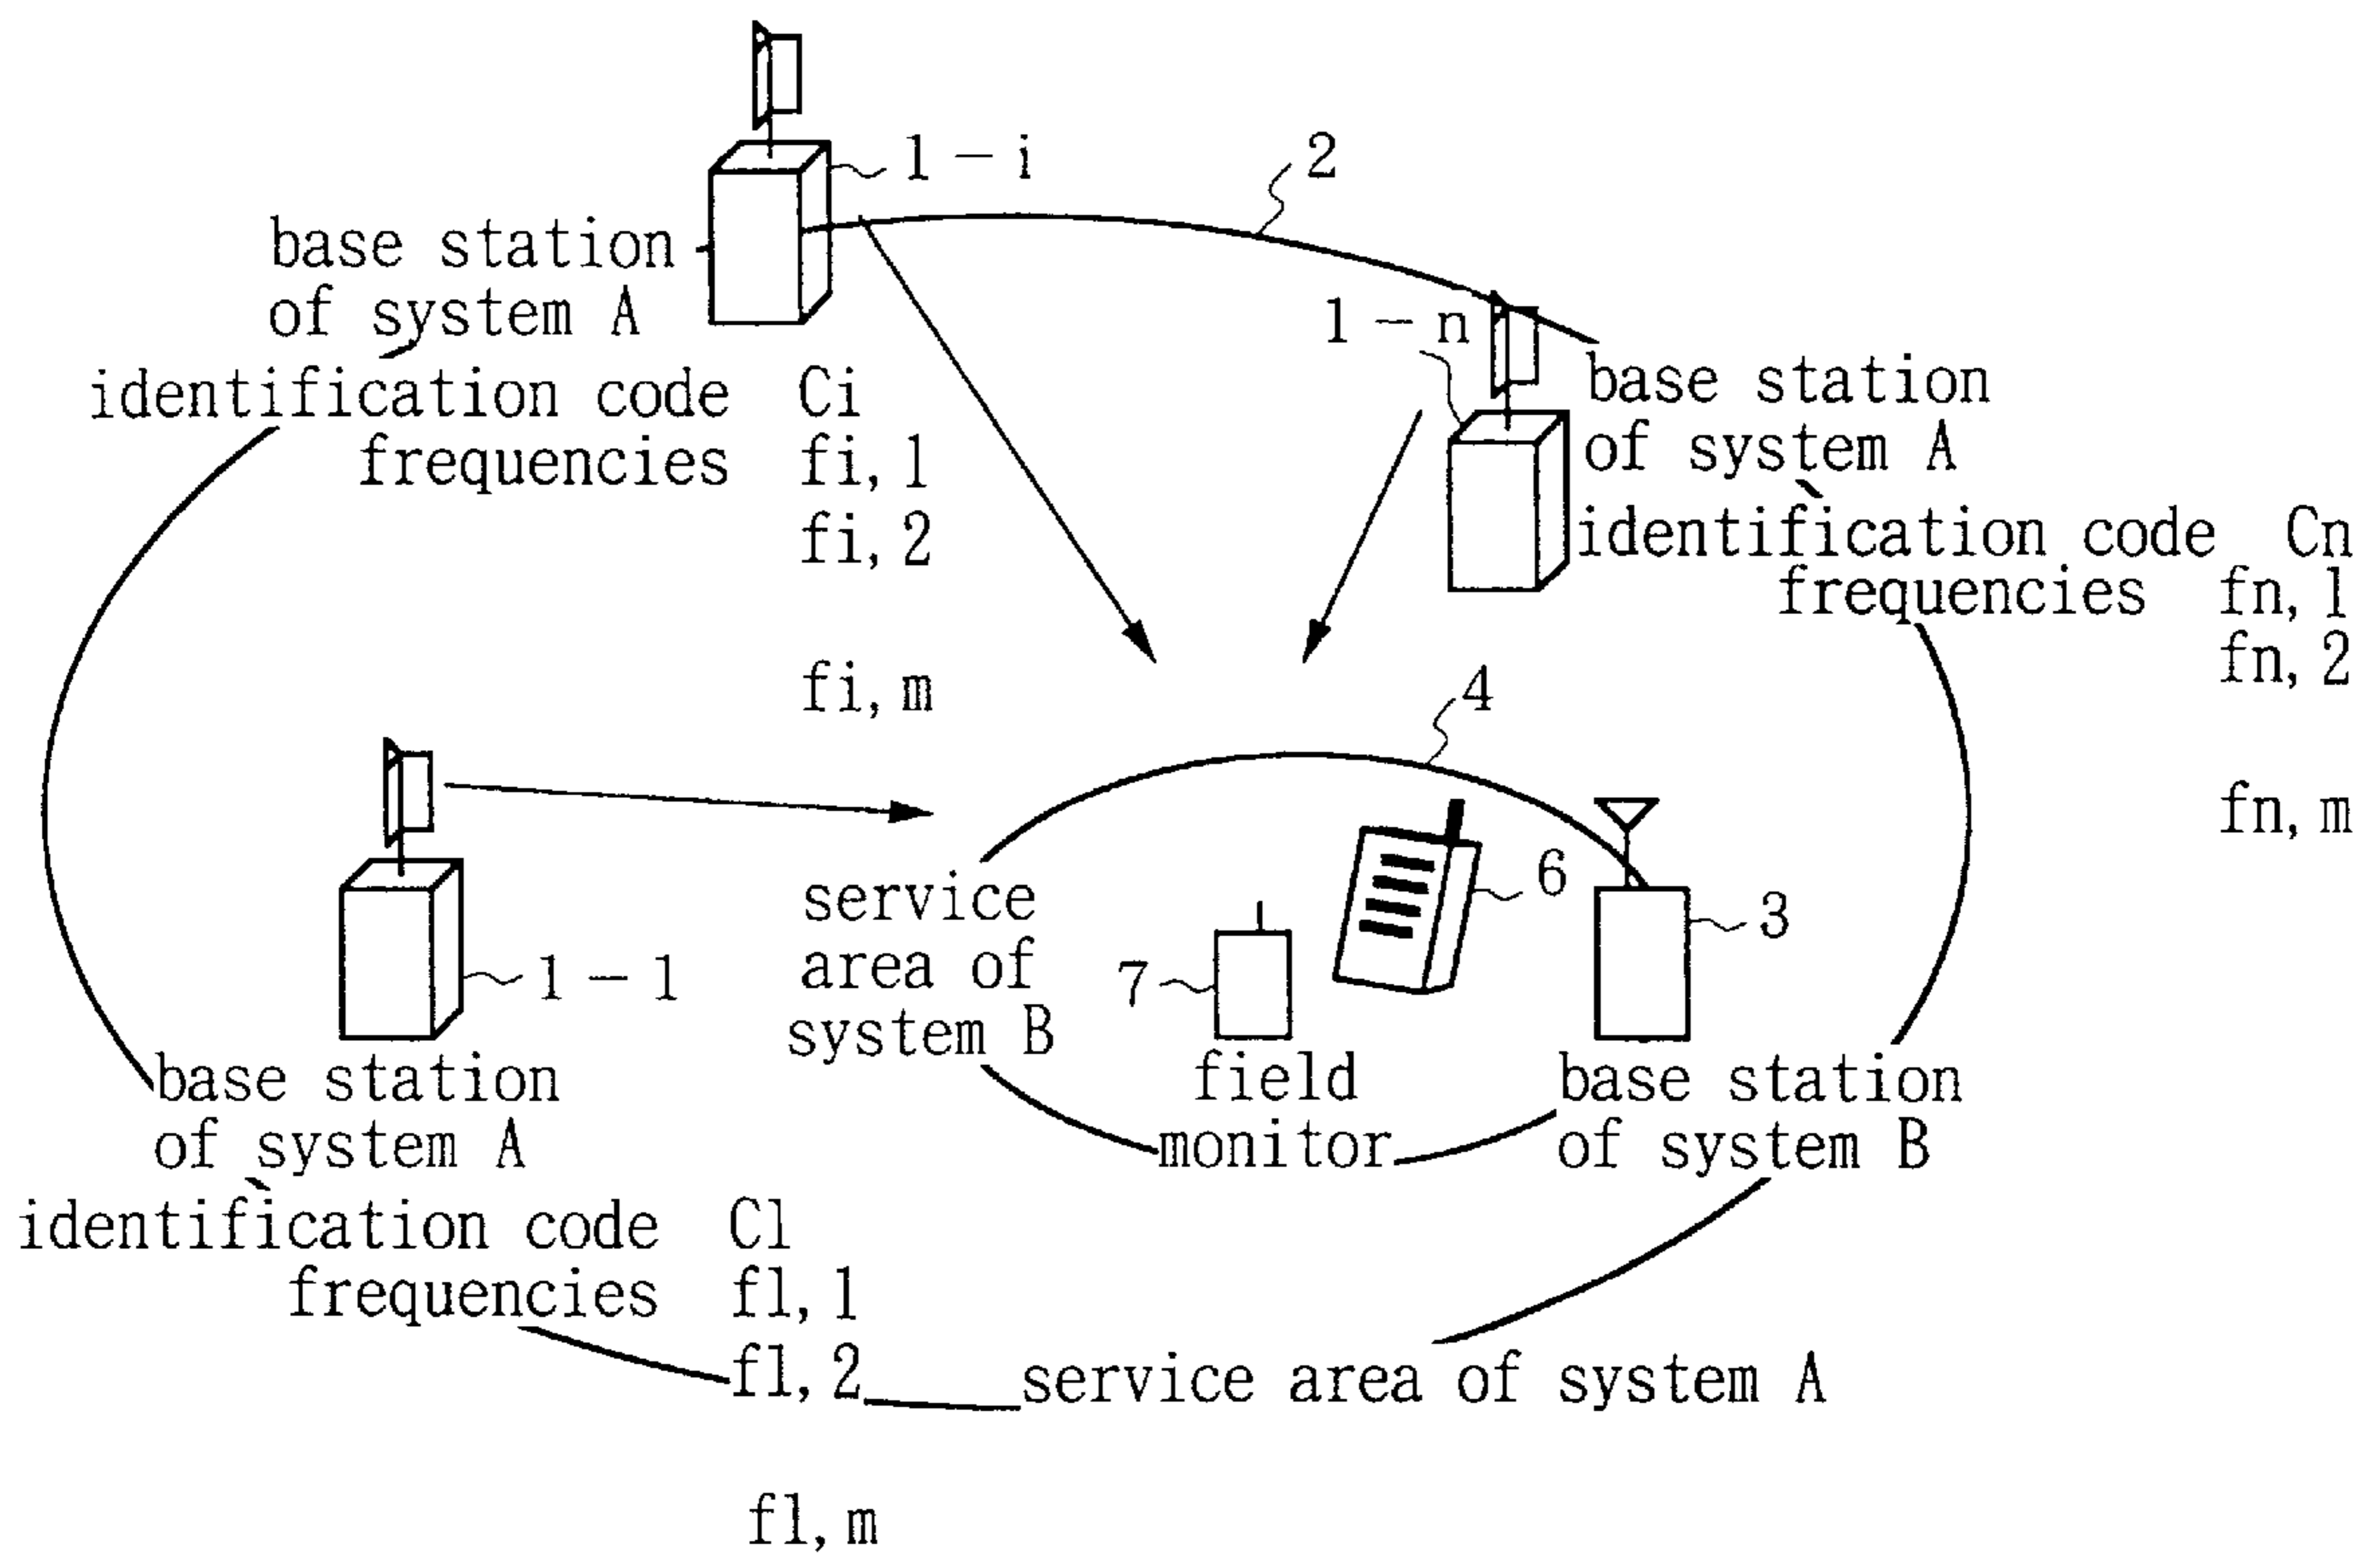 1-i
2
base station
of system A
identification code Ci
frequencies fi,1
fi,2
fi,m
1-n
base station
of system A
identification code Cn
frequencies fn,1
fn,2
fn,m
4
6
3
7
service
area of
system B
field
monitor
base station
of system B
1-1
base station
of system A
identification code C1
frequencies f1,1
f1,2
f1,m
service area of system A